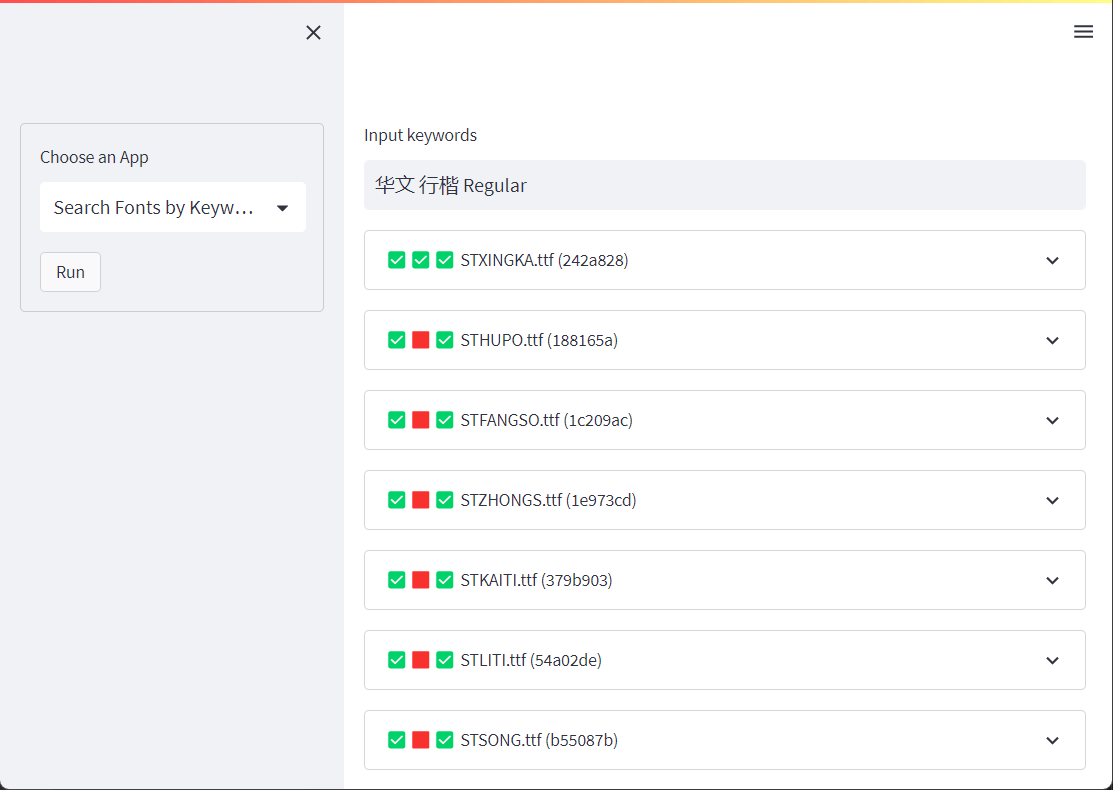 Choose an App
Search Fonts by Keyw...
Run
Input keywords
华文 行楷 Regular
STXINGKA.ttf (242a828)
STHUPO.ttf (188165a)
STFANGSO.ttf (1c209ac)
STZHONGS.ttf (1e973cd)
STKAITI.ttf (379b903)
STLITI.ttf (54a02de)
STSONG.ttf (b55087b)